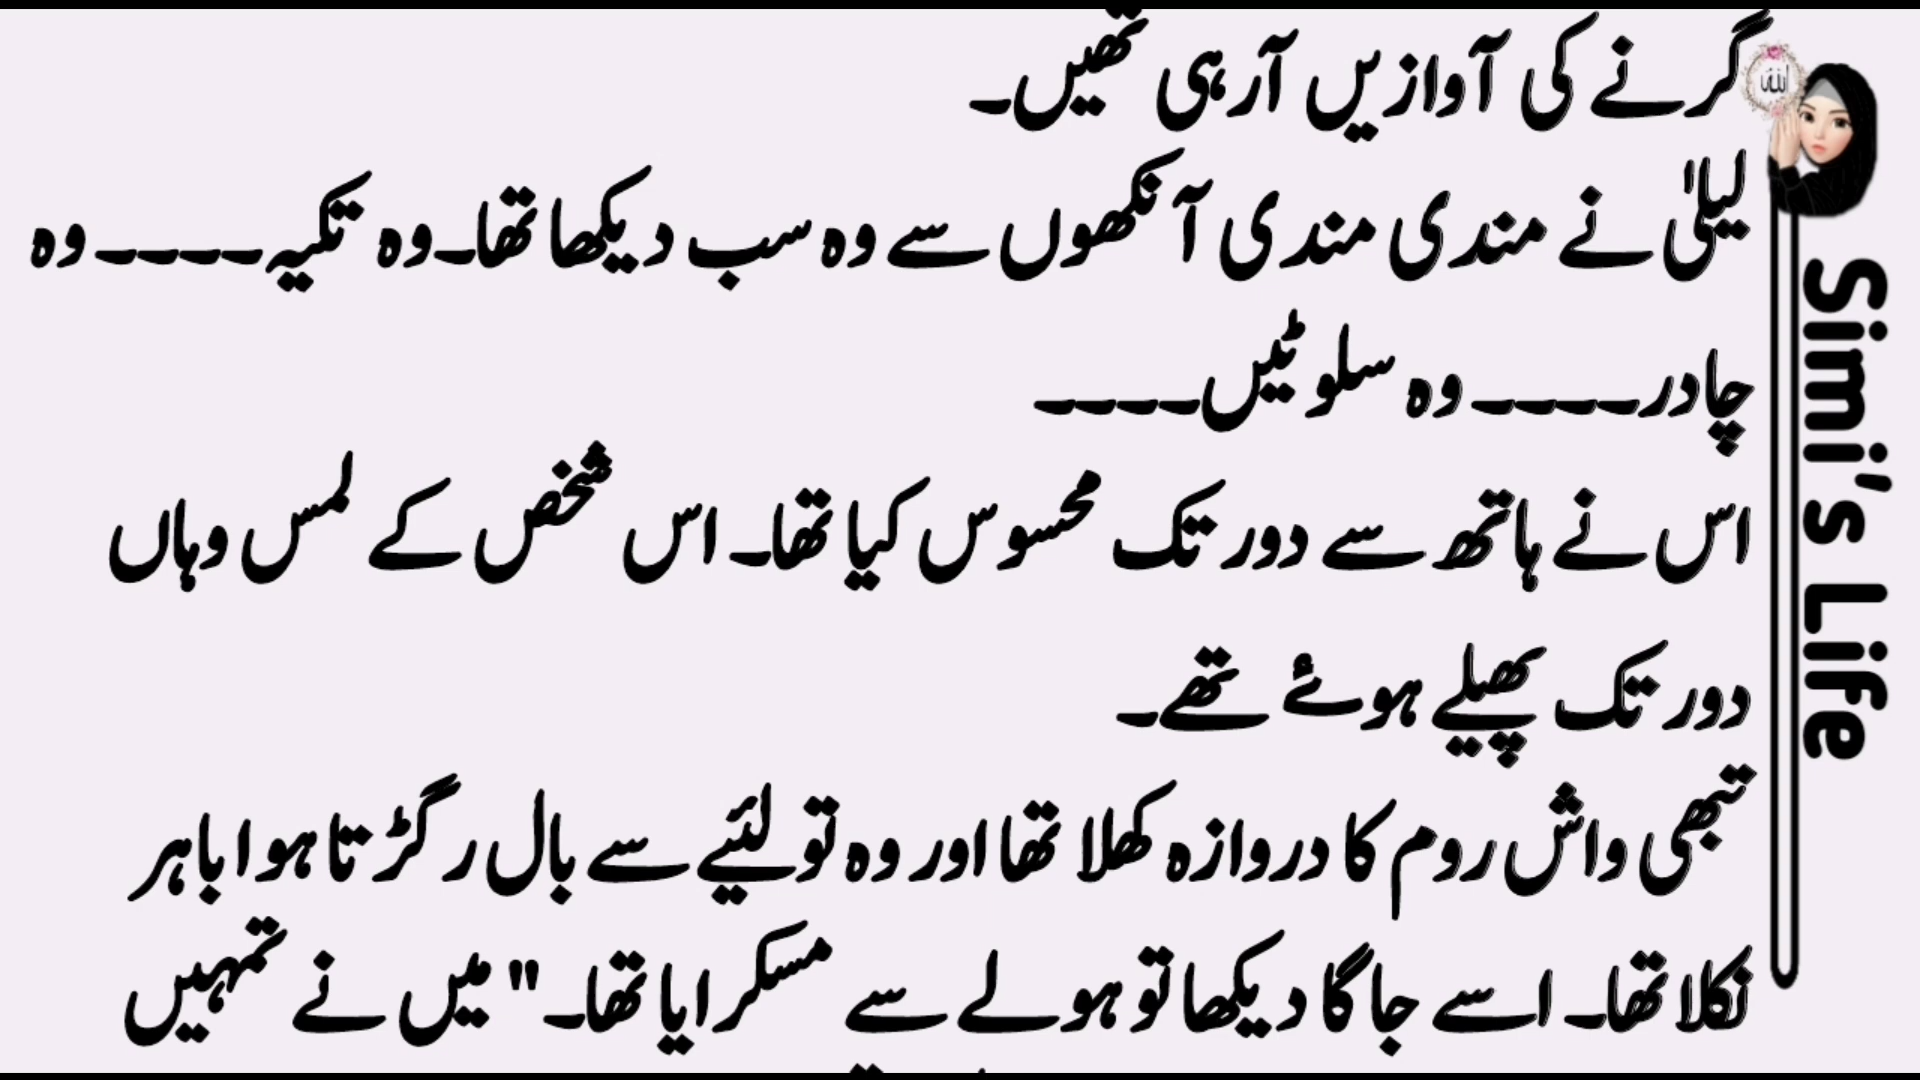 گرنے کی آوازیں آرہی تھیں۔
لیلیٰ نے مندی مندی آنکھوں سے وہ سب دیکھا تھا۔وہ تکیہ۔۔۔۔ وہ
چادر۔۔۔۔ وہ سلوٹیں۔۔۔۔
اس نے ہاتھ سے دور تک محسوس کیا تھا۔ اس شخص کے لمس وہاں
دور تک پھیلے ہوئے تھے۔
تبھی واش روم کا دروازہ کھلا تھا اور وہ تولئیے سے بال رگڑتا ہوا باہر
نکلا تھا۔ اسے جاگا دیکھا تو ہولے سے مسکرایا تھا۔" میں نے تمہیں
الله
Simi's Life